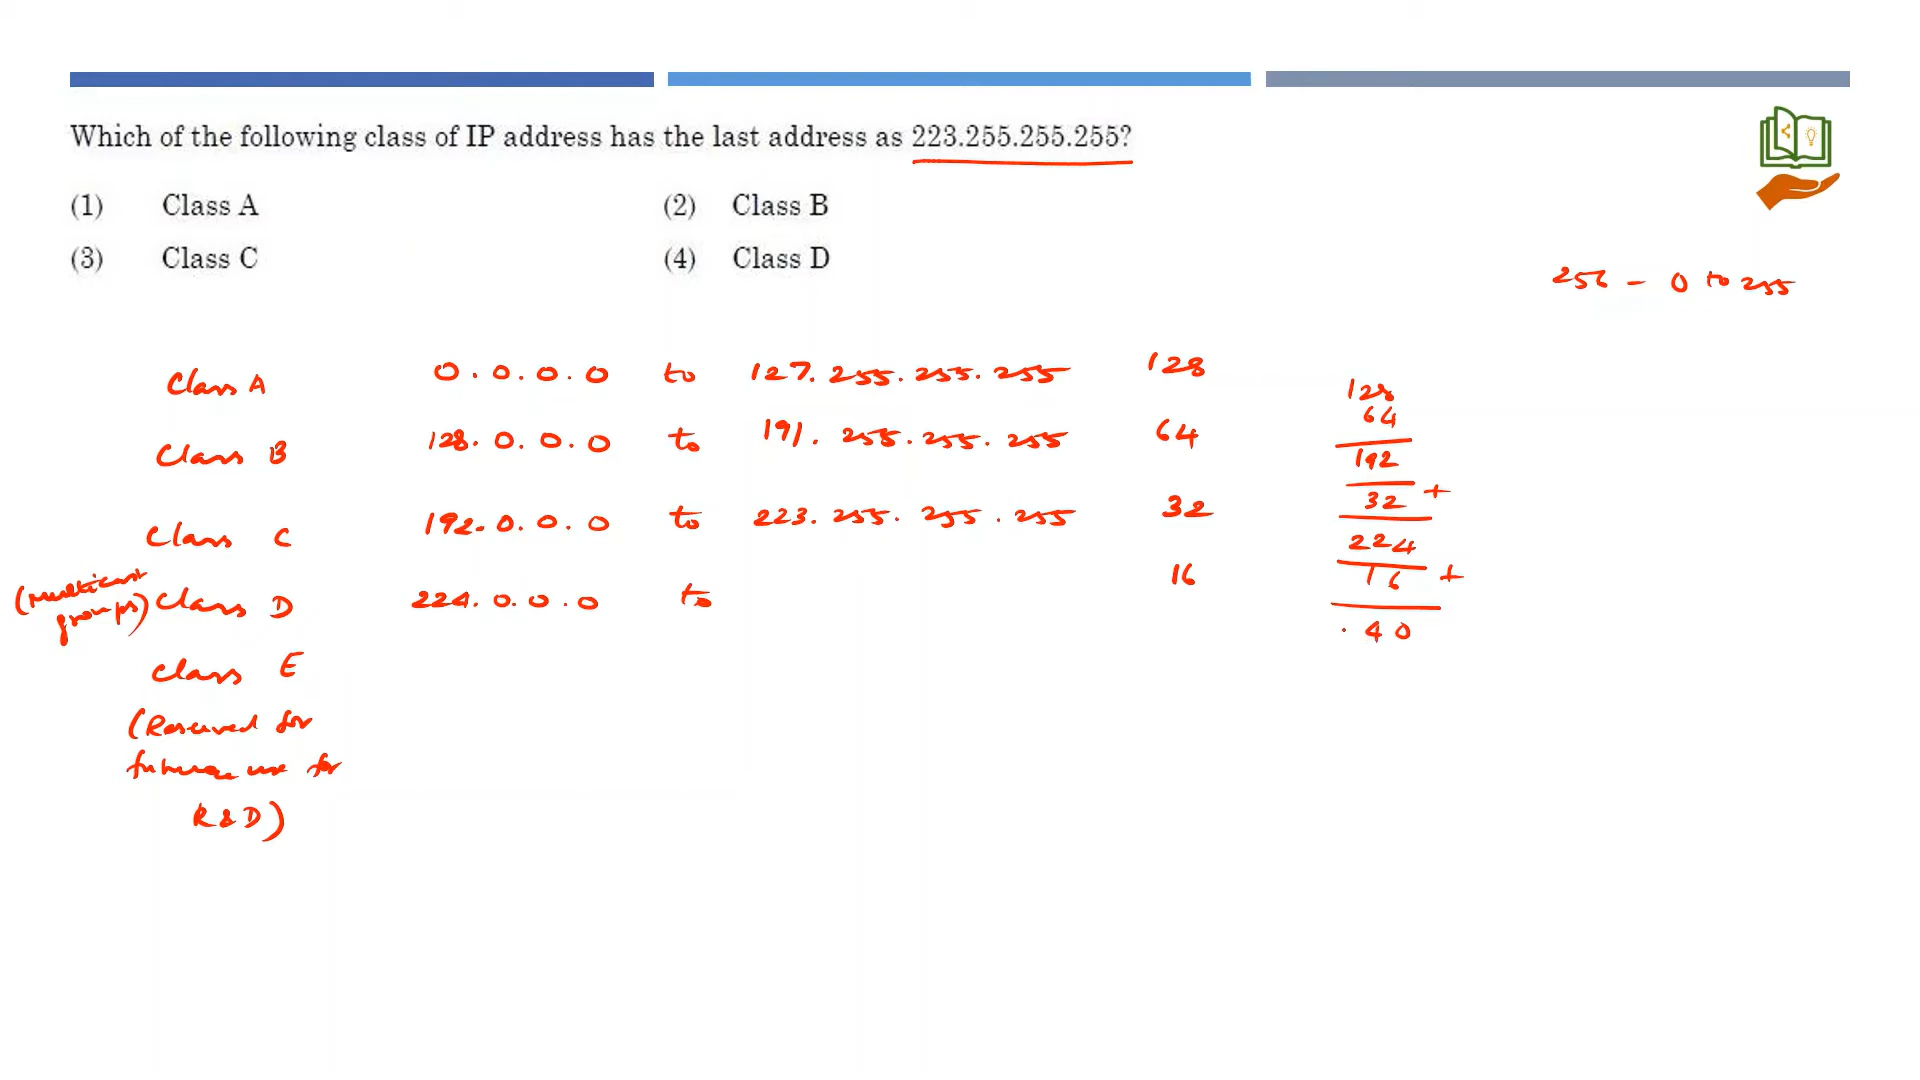 Which of the following class of IP address has the last address as 223.255.255.255?
(1) Class A (2) Class B
(3) Class C (4) Class D
256 - 0 to 255
Class A 0.0.0.0 to 127.255.255.255 128
128
64
Class B 128.0.0.0 to 191.255.255.255 64
192
32 +
Class C 192.0.0.0 to 223.255.255.255 32
224
16 +
(Multicast groups) Class D 224.0.0.0 to 16
.40
Class E
(Reserved for
future use for
R&D)